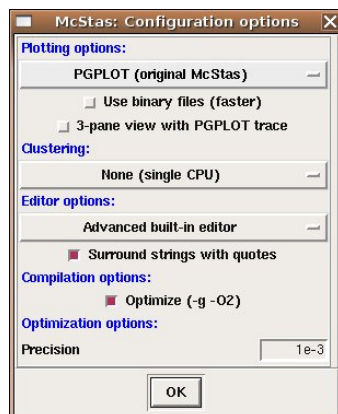 McStas: Configuration options
Plotting options:
PGPLOT (original McStas)
Use binary files (faster)
3-pane view with PGPLOT trace
Clustering:
None (single CPU)
Editor options:
Advanced built-in editor
Surround strings with quotes
Compilation options:
Optimize (-g -O2)
Optimization options:
Precision 1e-3
OK